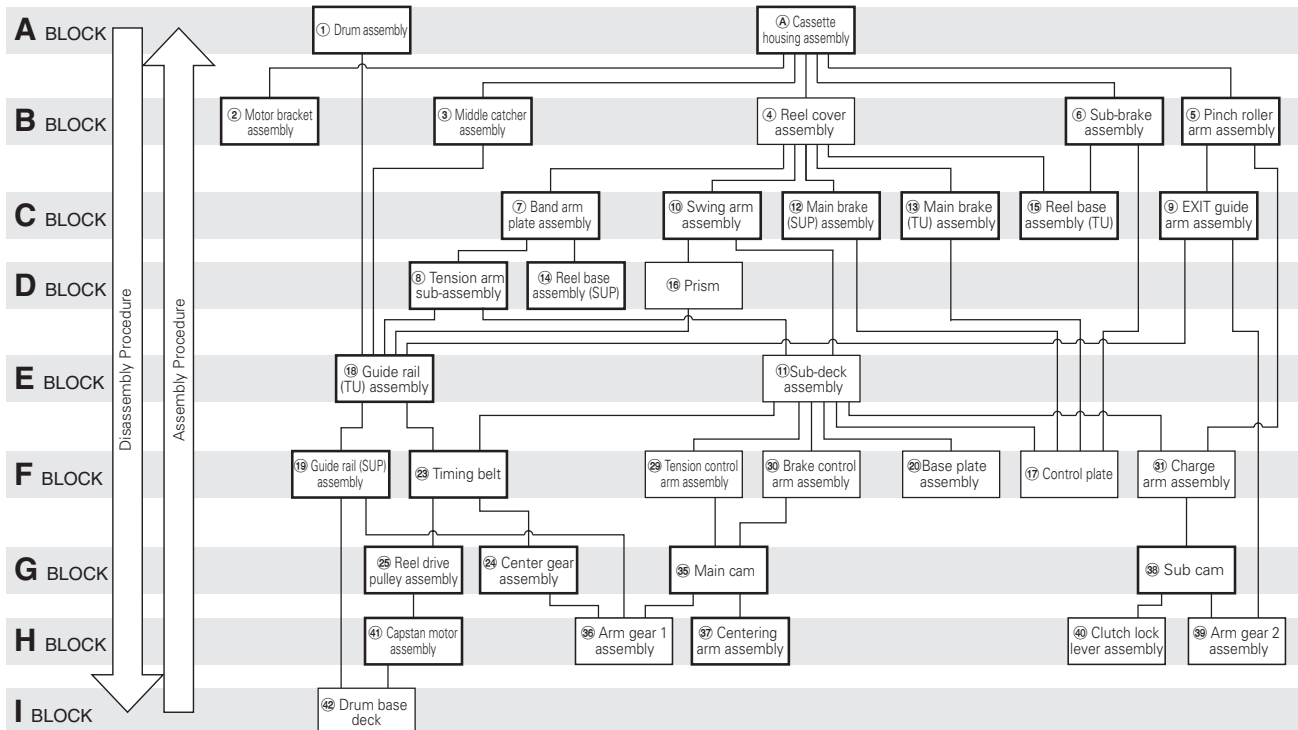 A BLOCK
① Drum assembly
Ⓐ Cassette
housing assembly
B BLOCK
② Motor bracket
assembly
③ Middle catcher
assembly
④ Reel cover
assembly
⑥ Sub-brake
assembly
⑤ Pinch roller
arm assembly
C BLOCK
⑦ Band arm
plate assembly
⑩ Swing arm
assembly
⑫ Main brake
(SUP) assembly
⑬ Main brake
(TU) assembly
⑮ Reel base
assembly (TU)
⑨ EXIT guide
arm assembly
D BLOCK
⑧ Tension arm
sub-assembly
⑭ Reel base
assembly (SUP)
⑯ Prism
Disassembly Procedure
Assembly Procedure
E BLOCK
⑱ Guide rail
(TU) assembly
⑪Sub-deck
assembly
F BLOCK
⑲ Guide rail (SUP)
assembly
㉓ Timing belt
㉙ Tension control
arm assembly
㉚ Brake control
arm assembly
⑳Base plate
assembly
⑰ Control plate
㉛ Charge
arm assembly
G BLOCK
㉕ Reel drive
pulley assembly
㉔ Center gear
assembly
㉟ Main cam
㊳ Sub cam
H BLOCK
㊶ Capstan motor
assembly
㊱ Arm gear 1
assembly
㊲ Centering
arm assembly
㊵ Clutch lock
lever assembly
㊴ Arm gear 2
assembly
I BLOCK
㊷ Drum base
deck